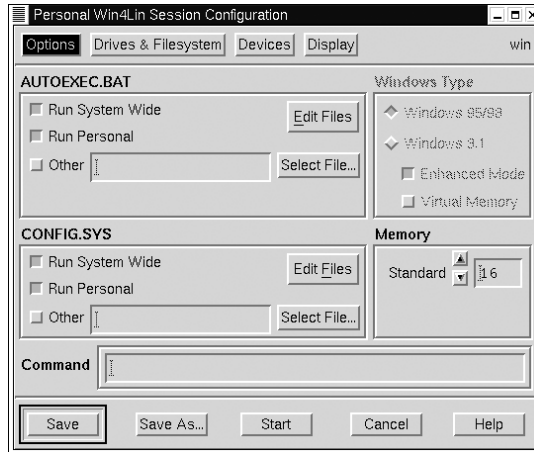 Personal Win4Lin Session Configuration
Options Drives & Filesystem Devices Display win
AUTOEXEC.BAT Windows Type
Run System Wide Edit Files Windows 95/98
Run Personal Windows 3.1
Other Select File... Enhanced Mode
Virtual Memory
CONFIG.SYS Memory
Run System Wide Edit Files Standard 16
Run Personal
Other Select File...
Command
Save Save As... Start Cancel Help